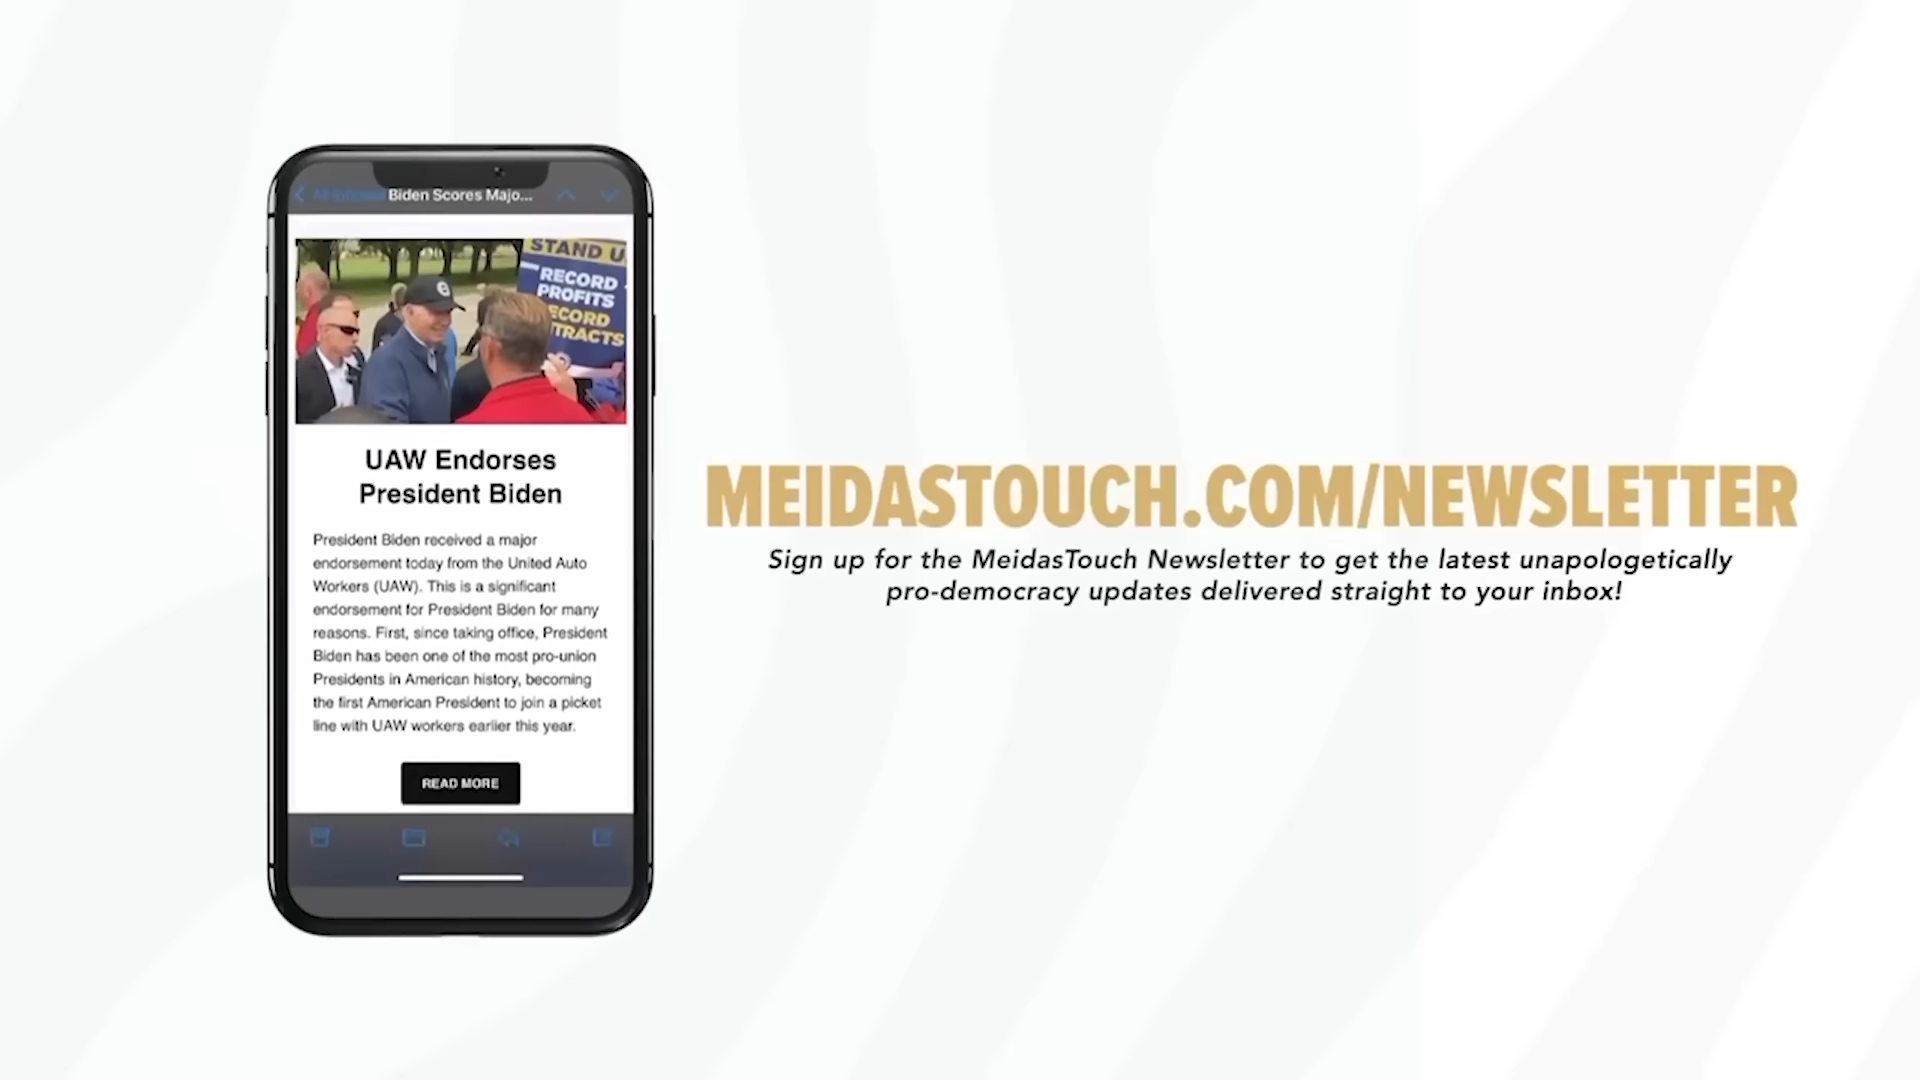 Biden Scores Majo...
STAND U
RECORD
PROFITS
ECORD
NTRACTS
UAW Endorses
President Biden
President Biden received a major
endorsement today from the United Auto
Workers (UAW). This is a significant
endorsement for President Biden for many
reasons. First, since taking office, President
Biden has been one of the most pro-union
Presidents in American history, becoming
the first American President to join a picket
line with UAW workers earlier this year.
READ MORE
MEIDASTOUCH.COM/NEWSLETTER
Sign up for the MeidasTouch Newsletter to get the latest unapologetically
pro-democracy updates delivered straight to your inbox!